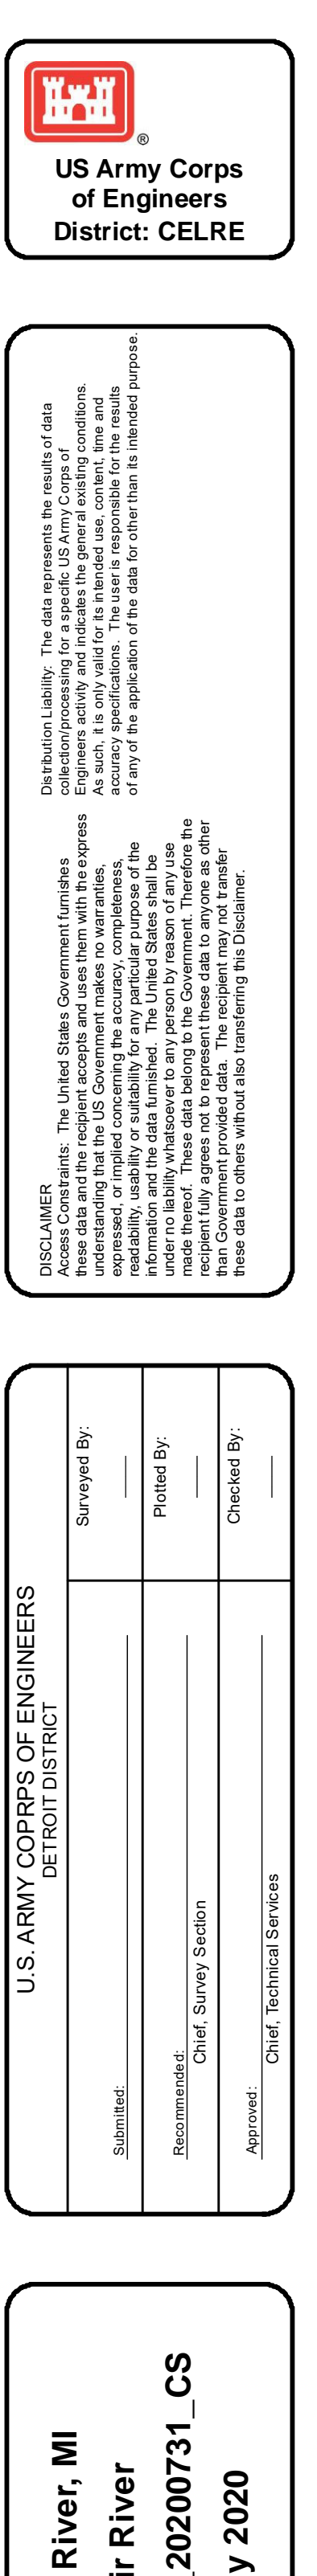 ®
US Army Corps
of Engineers
District: CELRE
DISCLAIMER
Access Constraints: The United States Government furnishes
these data and the recipient accepts and uses them with the express
understanding that the US Government makes no warranties,
expressed, or implied concerning the accuracy, completeness,
readability, usability or suitability for any particular purpose of the
information and the data furnished. The United States shall be
under no liability whatsoever to any person by reason of any use
made thereof. These data belong to the Government. Therefore the
recipient fully agrees not to represent these data to anyone as other
than Government provided data. The recipient may not transfer
these data to others without also transferring this Disclaimer.
Distribution Liability: The data represents the results of data
collection/processing for a specific US Army Corps of
Engineers activity and indicates the general existing conditions.
As such, it is only valid for its intended use, content, time and
accuracy specifications. The user is responsible for the results
of any of the application of the data for other than its intended purpose.
U.S. ARMY COPRPS OF ENGINEERS
DETROIT DISTRICT
Submitted:
Surveyed By:
Recommended:
Chief, Survey Section
Plotted By:
Approved:
Chief, Technical Services
Checked By:
River, MI
ir River
_20200731_CS
y 2020